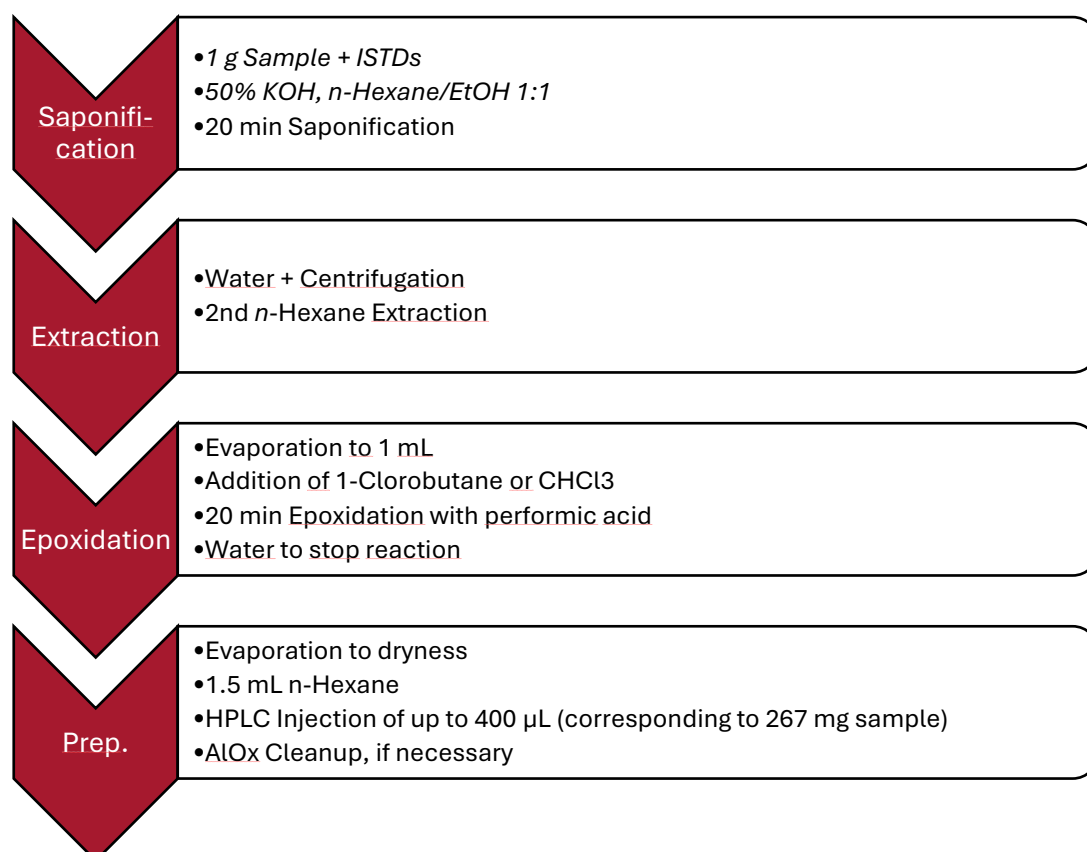 Saponifi-
cation
•1 g Sample + ISTDs
•50% KOH, n-Hexane/EtOH 1:1
•20 min Saponification
Extraction
•Water + Centrifugation
•2nd n-Hexane Extraction
Epoxidation
•Evaporation to 1 mL
•Addition of 1-Clorobutane or CHCl3
•20 min Epoxidation with performic acid
•Water to stop reaction
Prep.
•Evaporation to dryness
•1.5 mL n-Hexane
•HPLC Injection of up to 400 µL (corresponding to 267 mg sample)
•AlOx Cleanup, if necessary